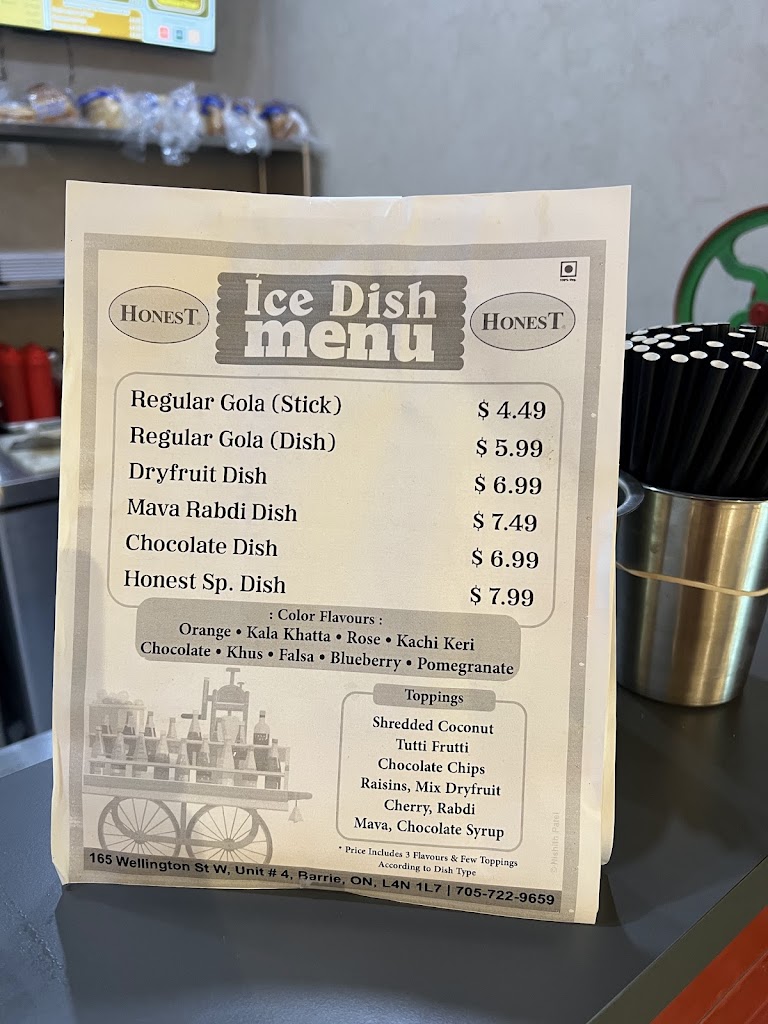 HONEST
Ice Dish
menu
HONEST
Regular Gola (Stick) $ 4.49
Regular Gola (Dish) $ 5.99
Dryfruit Dish $ 6.99
Mava Rabdi Dish $ 7.49
Chocolate Dish $ 6.99
Honest Sp. Dish $ 7.99
: Color Flavours :
Orange • Kala Khatta • Rose • Kachi Keri
Chocolate • Khus • Falsa • Blueberry • Pomegranate
Toppings
Shredded Coconut
Tutti Frutti
Chocolate Chips
Raisins, Mix Dryfruit
Cherry, Rabdi
Mava, Chocolate Syrup
* Price Includes 3 Flavours & Few Toppings
According to Dish Type
© Nishith Patel
165 Wellington St W, Unit # 4, Barrie, ON, L4N 1L7 | 705-722-9659